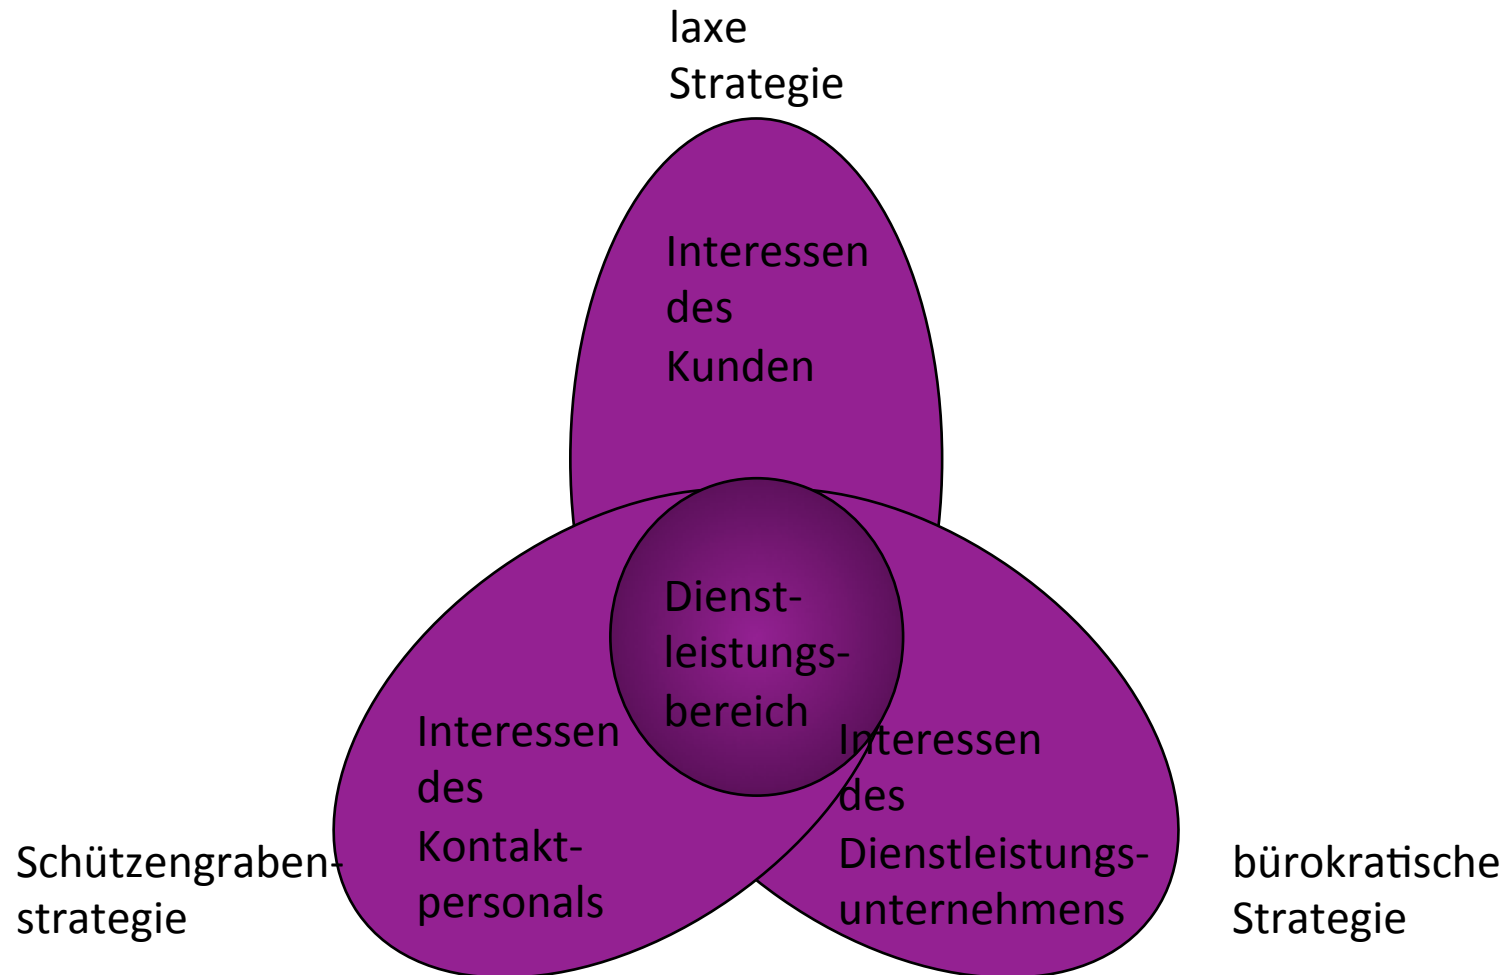 laxe
Strategie
Interessen
des
Kunden
Dienst-
leistungs-
bereich
Interessen
des
Kontakt-
personals
Interessen
des
Dienstleistungs-
unternehmens
Schützengraben-
strategie
bürokratische
Strategie